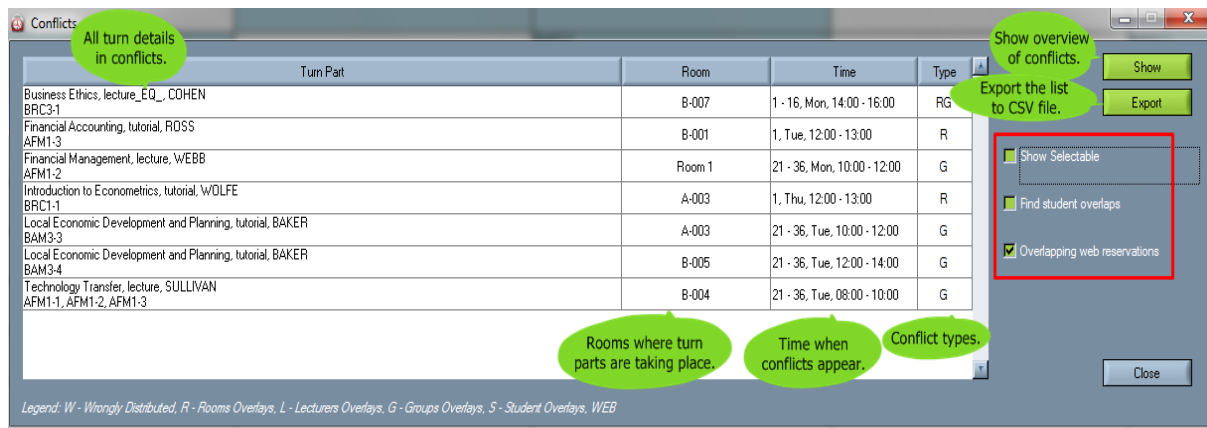 Conflicts
All turn details
in conflicts.
Show overview
of conflicts.
Show
Export the list
to CSV file.
Export
Turn Part Room Time Type
Business Ethics, lecture_EQ_, COHEN
BRC3-1
B-007 1 - 16, Mon, 14:00 - 16:00 RG
Financial Accounting, tutorial, ROSS
AFM1-3
B-001 1, Tue, 12:00 - 13:00 R
Financial Management, lecture, WEBB
AFM1-2
Room 1 21 - 36, Mon, 10:00 - 12:00 G
Introduction to Econometrics, tutorial, WOLFE
BRC1-1
A-003 1, Thu, 12:00 - 13:00 R
Local Economic Development and Planning, tutorial, BAKER
BAM3-3
A-003 21 - 36, Tue, 10:00 - 12:00 G
Local Economic Development and Planning, tutorial, BAKER
BAM3-4
B-005 21 - 36, Tue, 12:00 - 14:00 G
Technology Transfer, lecture, SULLIVAN
AFM1-1, AFM1-2, AFM1-3
B-004 21 - 36, Tue, 08:00 - 10:00 G
Show Selectable
Find student overlaps
Overlapping web reservations
Rooms where turn
parts are taking place.
Time when
conflicts appear.
Conflict types.
Close
Legend: W - Wrongly Distributed, R - Rooms Overlays, L - Lecturers Overlays, G - Groups Overlays, S - Student Overlays, WEB